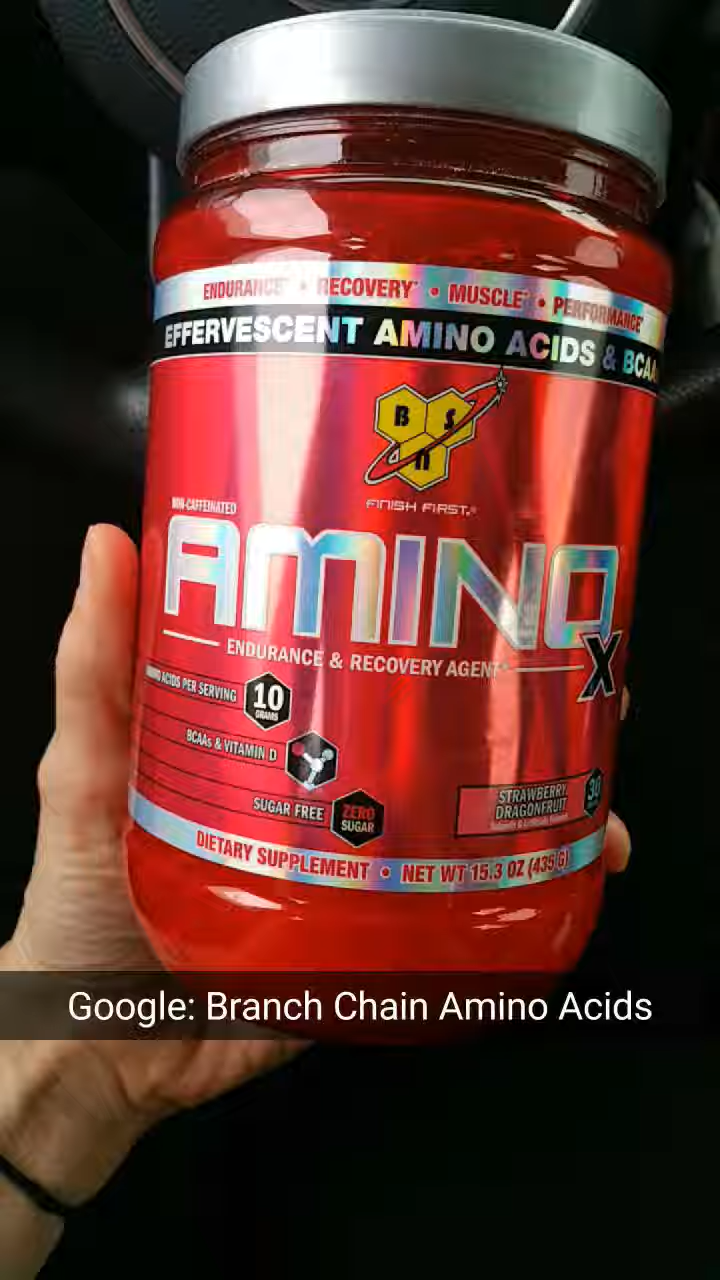 ENDURANCE* • RECOVERY* • MUSCLE* • PERFORMANCE*
EFFERVESCENT AMINO ACIDS & BCAA
B S
n
FINISH FIRST.®
NON-CAFFEINATED
AMINO
X
ENDURANCE & RECOVERY AGENT*
AMINO ACIDS PER SERVING 10
GRAMS
BCAAs & VITAMIN D
SUGAR FREE ZERO
SUGAR
STRAWBERRY
DRAGONFRUIT
30
DIETARY SUPPLEMENT • NET WT 15.3 OZ (435 G)
Google: Branch Chain Amino Acids